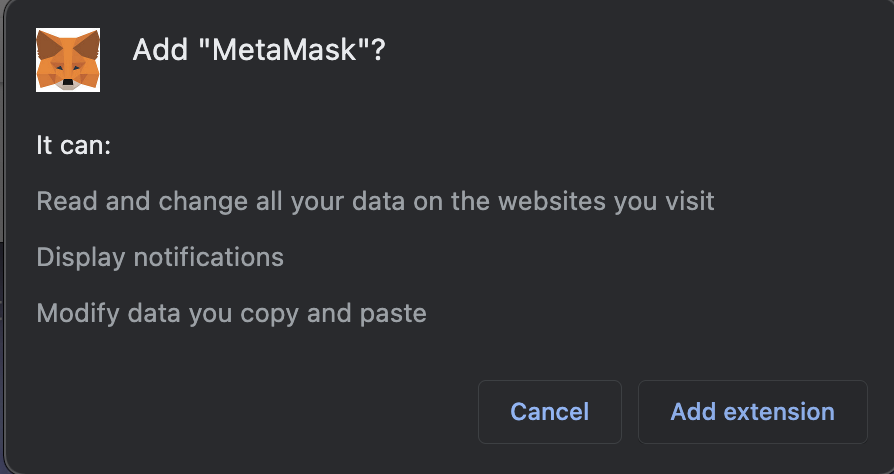 Add "MetaMask"?
It can:
Read and change all your data on the websites you visit
Display notifications
Modify data you copy and paste
Cancel
Add extension